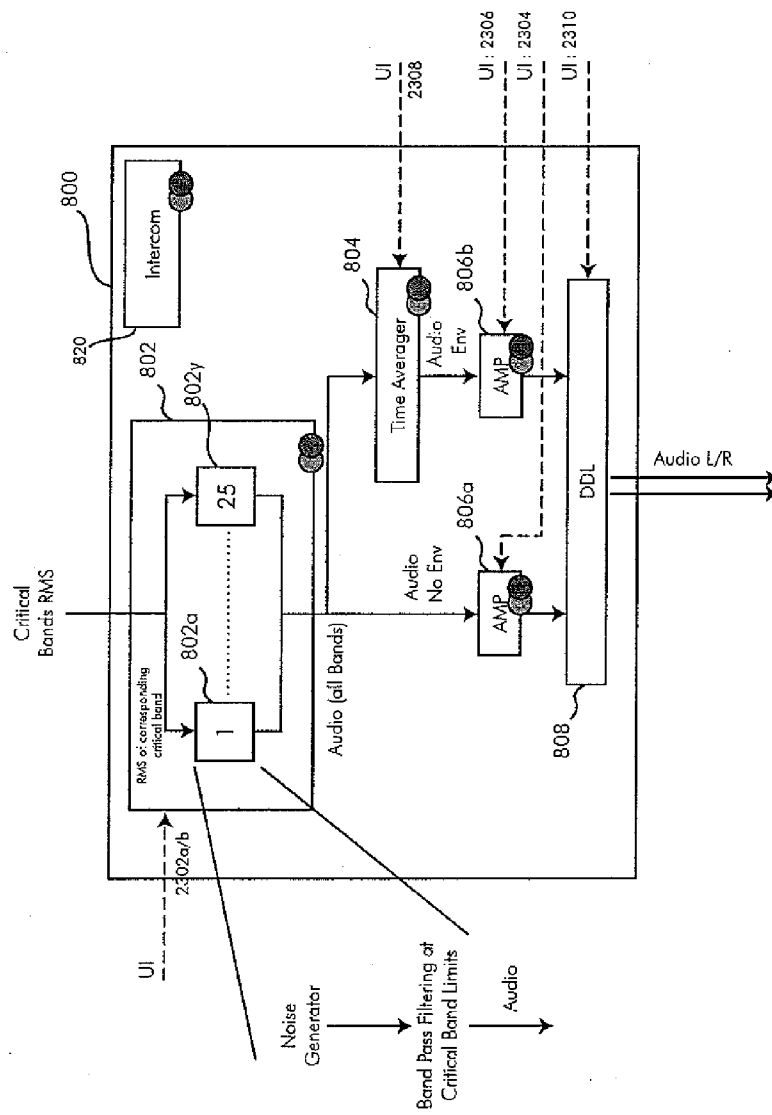 Critical
Bands RMS
800
820
Intercom
802
802y
25
802a
1
RMS of corresponding
critical band
UI
2302a/b
Audio (all Bands)
Noise
Generator
Band Pass Filtering at
Critical Band Limits
Audio
804
Time Averager
UI
2308
Audio
No Env
Audio
Env
806a
AMP
806b
AMP
UI : 2306
UI : 2304
UI : 2310
808
DDL
Audio L/R